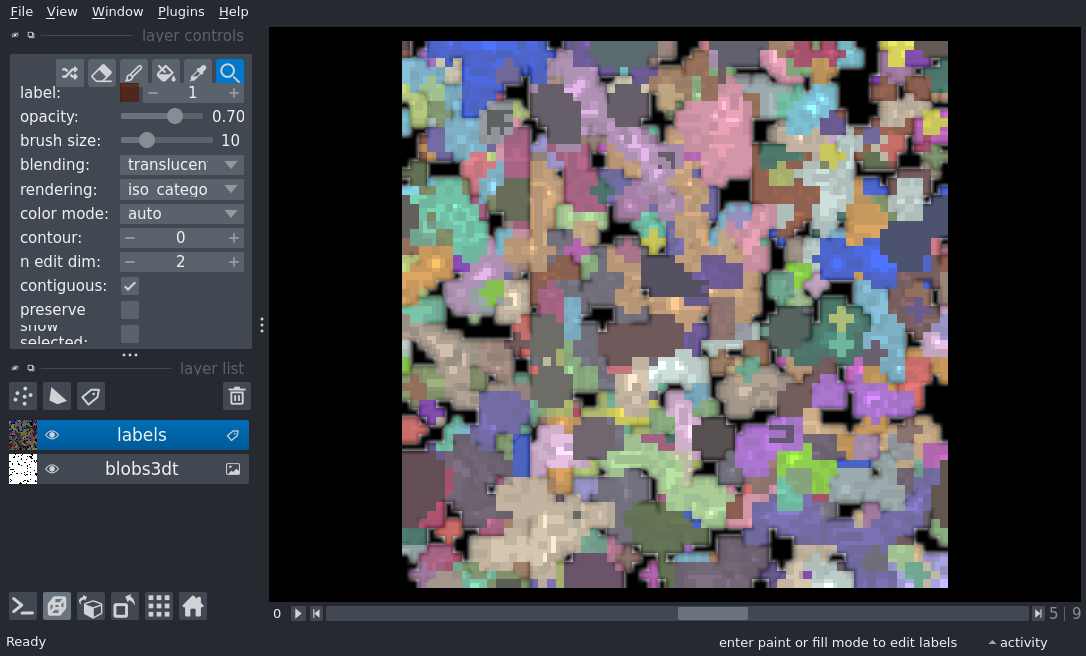 File View Window Plugins Help
layer controls
label: 1
opacity: 0.70
brush size: 10
blending: translucen
rendering: iso_catego
color mode: auto
contour: 0
n edit dim: 2
contiguous:
preserve
show
selected:
layer list
labels
blobs3dt
0 5 | 9
Ready enter paint or fill mode to edit labels activity